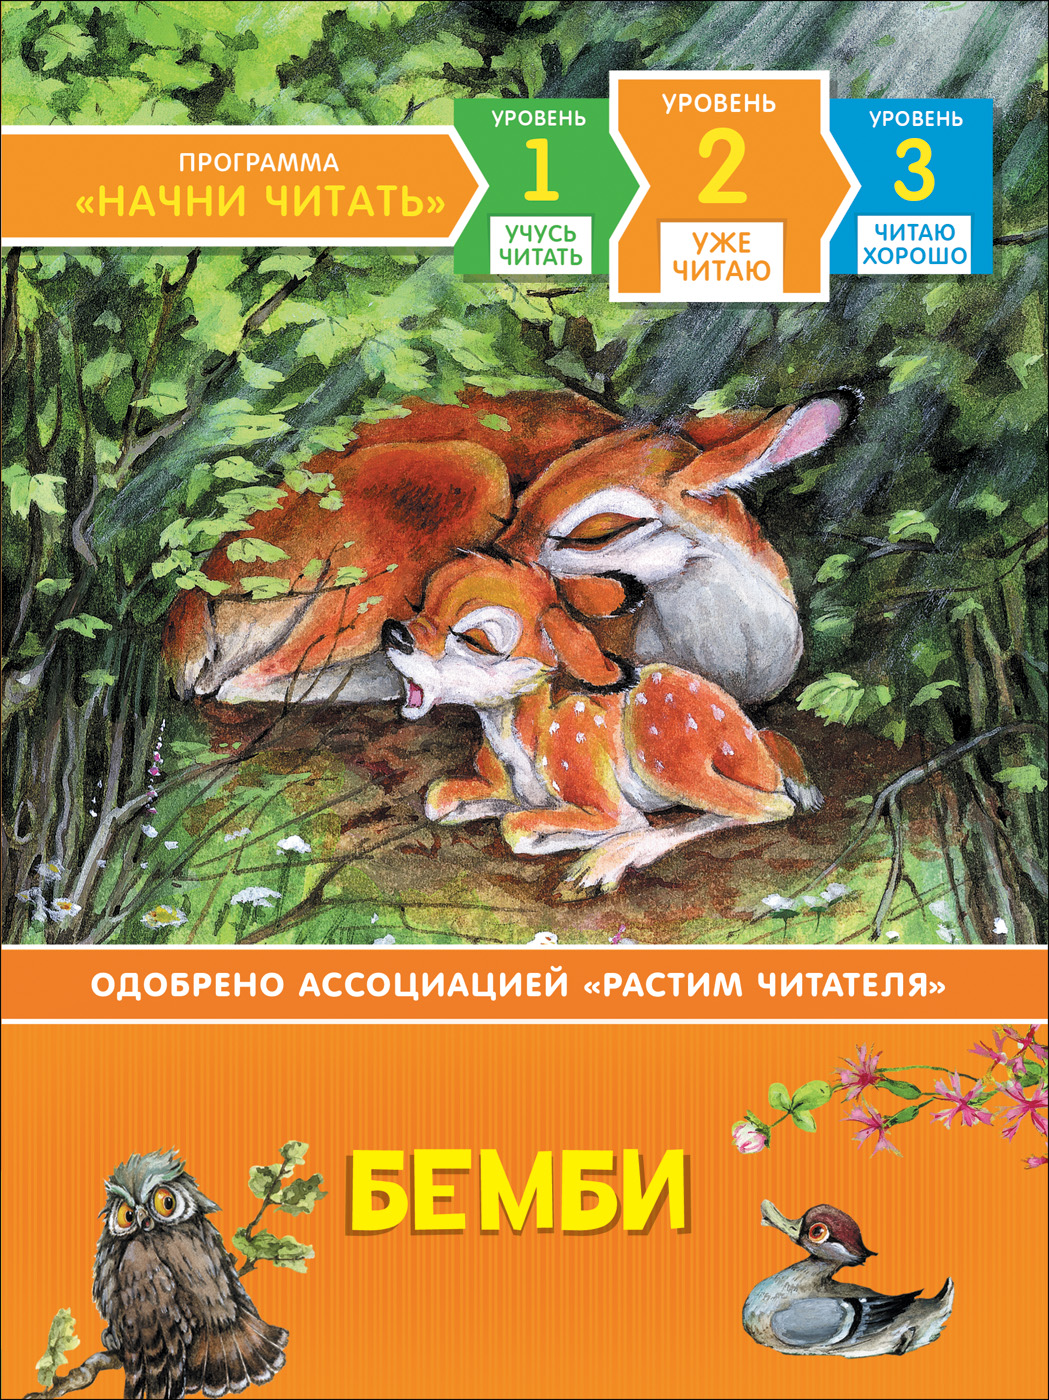 ПРОГРАММА
«НАЧНИ ЧИТАТЬ»
УРОВЕНЬ
1
УЧУСЬ
ЧИТАТЬ
УРОВЕНЬ
2
УЖЕ
ЧИТАЮ
УРОВЕНЬ
3
ЧИТАЮ
ХОРОШО
ОДОБРЕНО АССОЦИАЦИЕЙ «РАСТИМ ЧИТАТЕЛЯ»
БЕМБИ